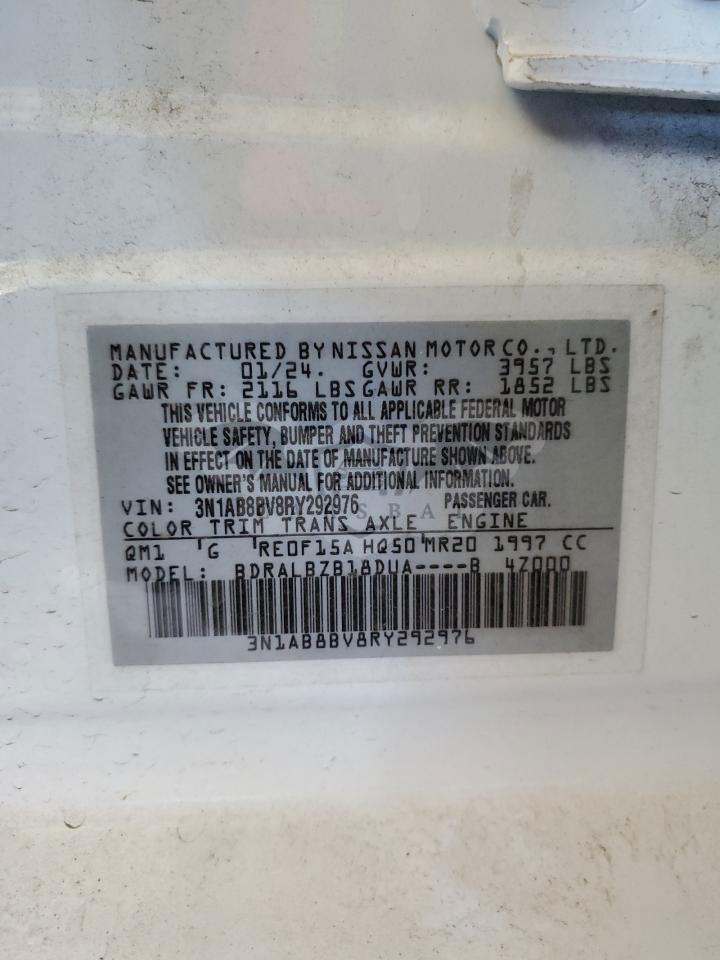 MANUFACTURED BY NISSAN MOTOR CO., LTD.
DATE: 01/24. GVWR: 3957 LBS
GAWR FR: 2116 LBS GAWR RR: 1852 LBS
THIS VEHICLE CONFORMS TO ALL APPLICABLE FEDERAL MOTOR
VEHICLE SAFETY, BUMPER AND THEFT PREVENTION STANDARDS
IN EFFECT ON THE DATE OF MANUFACTURE SHOWN ABOVE.
SEE OWNER'S MANUAL FOR ADDITIONAL INFORMATION.
VIN: 3N1AB8BV8RY292976 PASSENGER CAR.
COLOR TRIM TRANS AXLE ENGINE
QM1 'G 'RE0F15A HQ50 'MR20 1997 CC
MODEL: BDRALBZB18DUA----B 4Z000
3N1AB8BV8RY292976